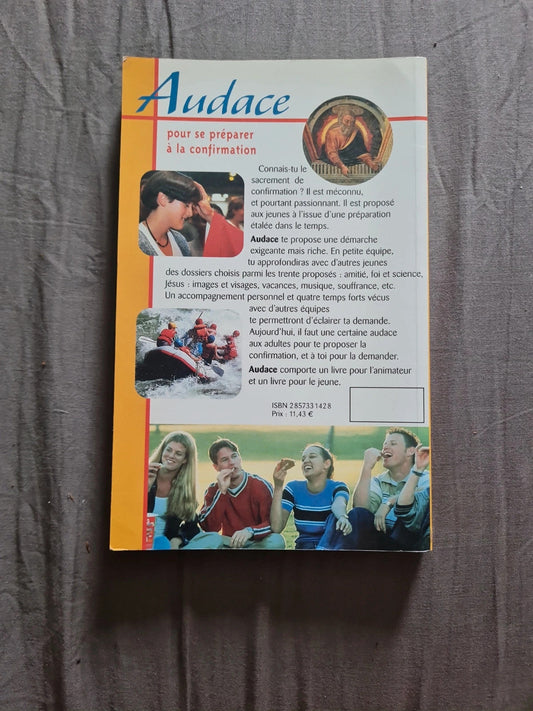 Audace
pour se préparer
à la confirmation
Connais-tu le
sacrement de
confirmation ? Il est méconnu,
et pourtant passionnant. Il est proposé
aux jeunes à l'issue d'une préparation
étalée dans le temps.
Audace te propose une démarche
exigeante mais riche. En petite équipe,
tu approfondiras avec d'autres jeunes
des dossiers choisis parmi les trente proposés : amitié, foi et science,
Jésus : images et visages, vacances, musique, souffrance, etc.
Un accompagnement personnel et quatre temps forts vécus
avec d'autres équipes
te permettront d'éclairer ta demande.
Aujourd'hui, il faut une certaine audace
aux adultes pour te proposer la
confirmation, et à toi pour la demander.
Audace comporte un livre pour l'animateur
et un livre pour le jeune.
ISBN 2857331428
Prix : 11,43 €